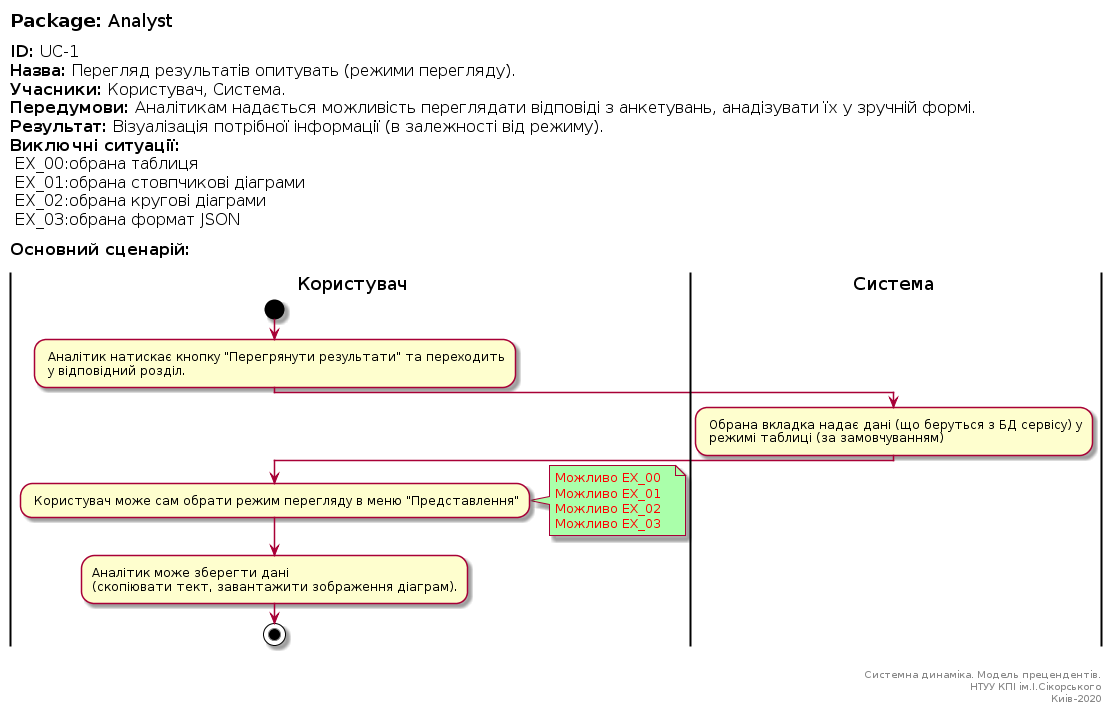 Package: Analyst
ID: UC-1
Назва: Перегляд результатів опитувать (режими перегляду).
Учасники: Користувач, Система.
Передумови: Аналітикам надається можливість переглядати відповіді з анкетувань, анадізувати їх у зручній формі.
Результат: Візуалізація потрібної інформації (в залежності від режиму).
Виключні ситуації:
EX_00:обрана таблиця
EX_01:обрана стовпчикові діаграми
EX_02:обрана кругові діаграми
EX_03:обрана формат JSON
Основний сценарій:
Користувач
Система
Аналітик натискає кнопку "Перегрянути результати" та переходить
у відповідний розділ.
Обрана вкладка надає дані (що беруться з БД сервісу) у
режимі таблиці (за замовчуванням)
Користувач може сам обрати режим перегляду в меню "Представлення"
Можливо EX_00
Можливо EX_01
Можливо EX_02
Можливо EX_03
Аналітик може зберегти дані
(скопіювати тект, завантажити зображення діаграм).
Системна динаміка. Модель прецендентів.
НТУУ КПІ ім.І.Сікорського
Київ-2020